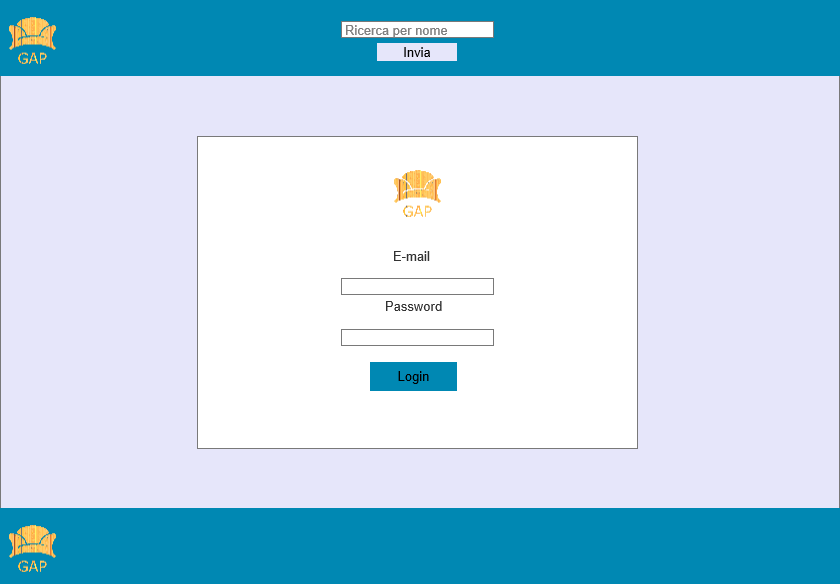 GAP
Ricerca per nome
Invia
GAP
E-mail
Password
Login
GAP